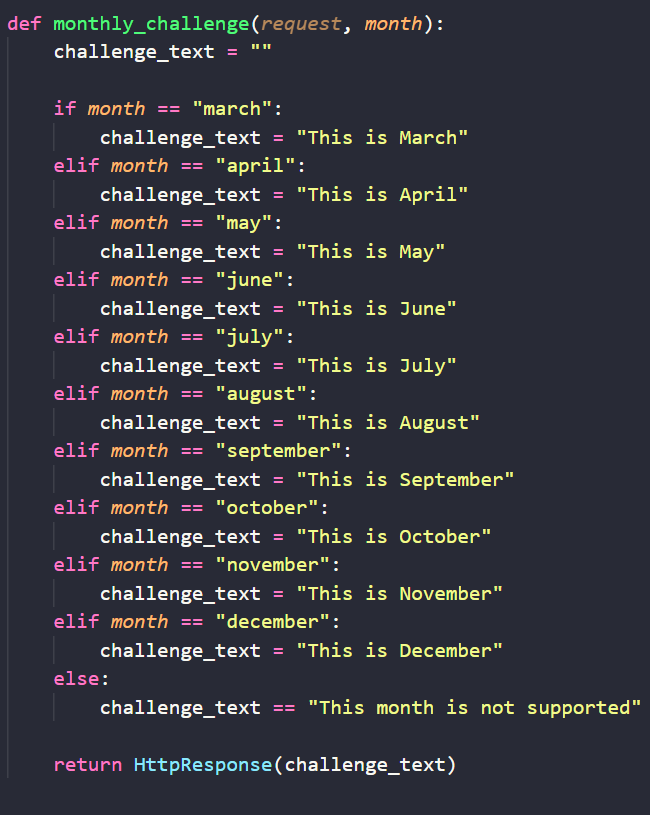 def monthly_challenge(request, month):
    challenge_text = ""

    if month == "march":
        challenge_text = "This is March"
    elif month == "april":
        challenge_text = "This is April"
    elif month == "may":
        challenge_text = "This is May"
    elif month == "june":
        challenge_text = "This is June"
    elif month == "july":
        challenge_text = "This is July"
    elif month == "august":
        challenge_text = "This is August"
    elif month == "september":
        challenge_text = "This is September"
    elif month == "october":
        challenge_text = "This is October"
    elif month == "november":
        challenge_text = "This is November"
    elif month == "december":
        challenge_text = "This is December"
    else:
        challenge_text == "This month is not supported"

    return HttpResponse(challenge_text)